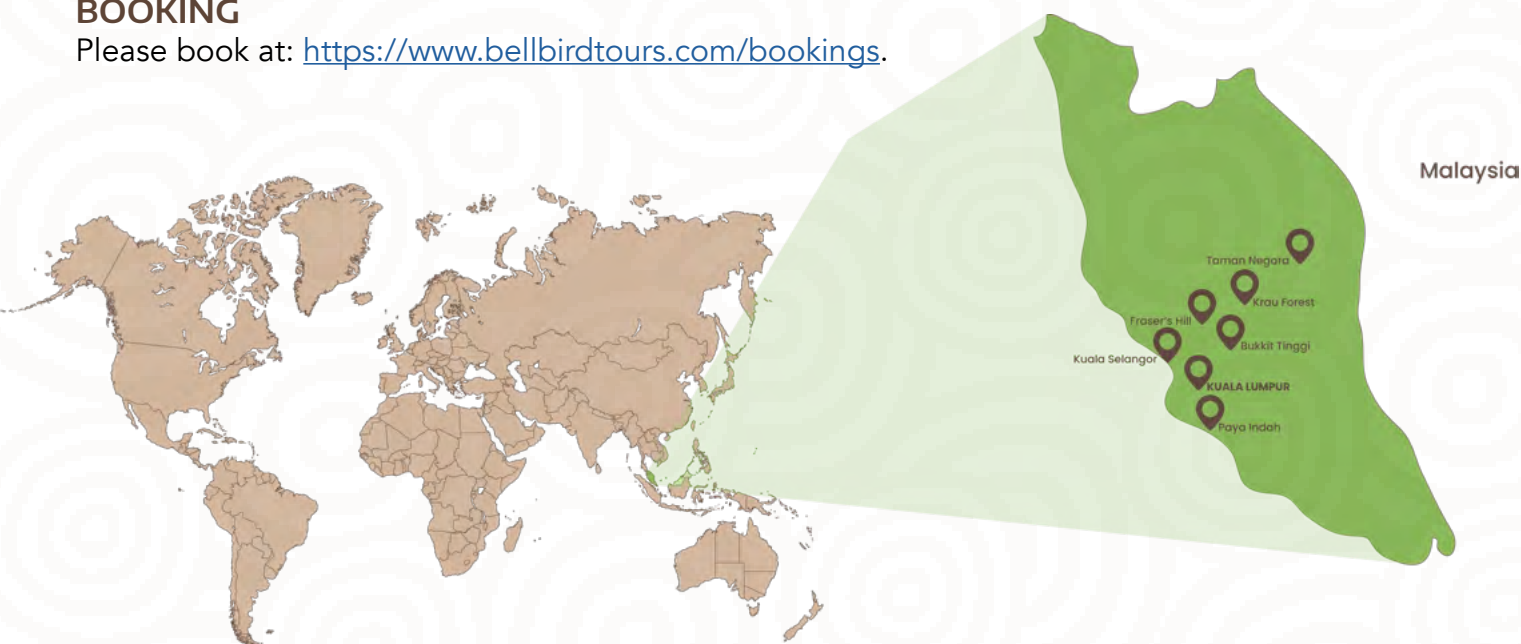 BOOKING
Please book at: https://www.bellbirdtours.com/bookings.
Malaysia
Taman Negara
Krau Forest
Fraser's Hill
Bukkit Tinggi
Kuala Selangor
KUALA LUMPUR
Paya Indah